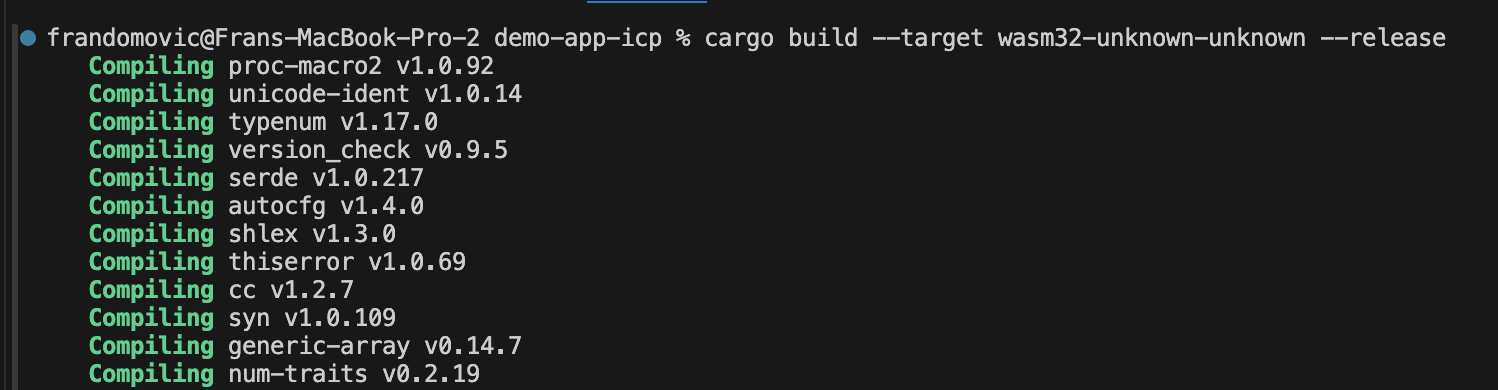 frandomovic@Frans-MacBook-Pro-2 demo-app-icp % cargo build --target wasm32-unknown-unknown --release
Compiling proc-macro2 v1.0.92
Compiling unicode-ident v1.0.14
Compiling typenum v1.17.0
Compiling version_check v0.9.5
Compiling serde v1.0.217
Compiling autocfg v1.4.0
Compiling shlex v1.3.0
Compiling thiserror v1.0.69
Compiling cc v1.2.7
Compiling syn v1.0.109
Compiling generic-array v0.14.7
Compiling num-traits v0.2.19